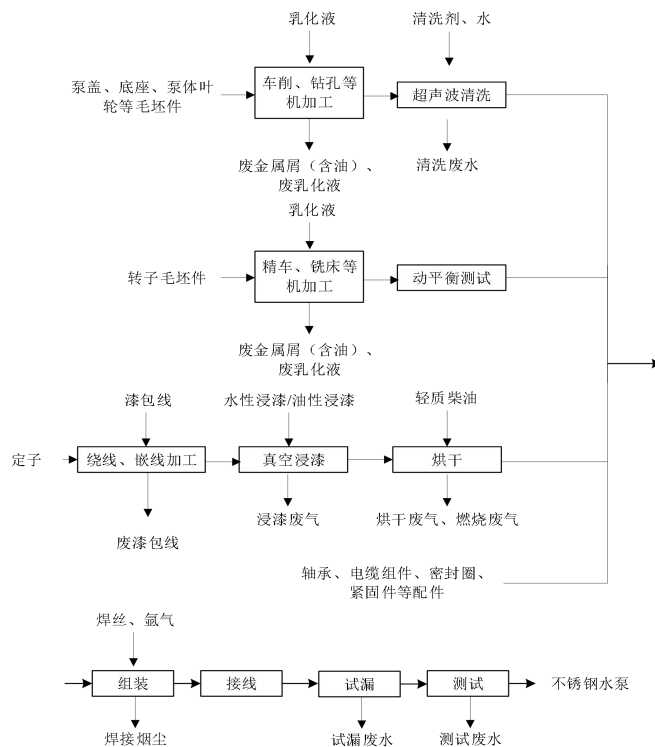 乳化液
清洗剂、水
泵盖、底座、泵体叶
轮等毛坯件
车削、钻孔等
机加工
超声波清洗
废金属屑（含油）、
废乳化液
清洗废水
乳化液
转子毛坯件
精车、铣床等
机加工
动平衡测试
废金属屑（含油）、
废乳化液
漆包线
水性浸漆/油性浸漆
轻质柴油
定子
绕线、嵌线加工
真空浸漆
烘干
废漆包线
浸漆废气
烘干废气、燃烧废气
轴承、电缆组件、密封圈、
紧固件等配件
焊丝、氩气
组装
接线
试漏
测试
不锈钢水泵
焊接烟尘
试漏废水
测试废水